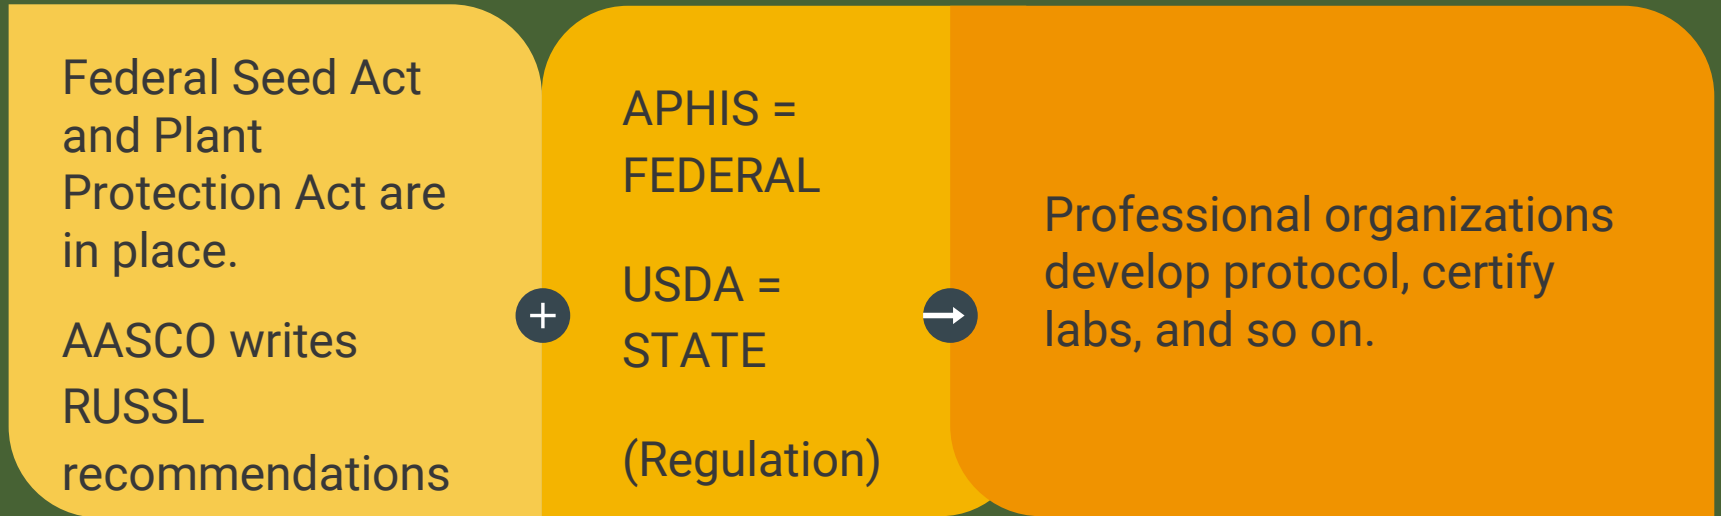 Federal Seed Act
and Plant
Protection Act are
in place.
AASCO writes
RUSSL
recommendations
+
APHIS =
FEDERAL
USDA =
STATE
(Regulation)
Professional organizations
develop protocol, certify
labs, and so on.